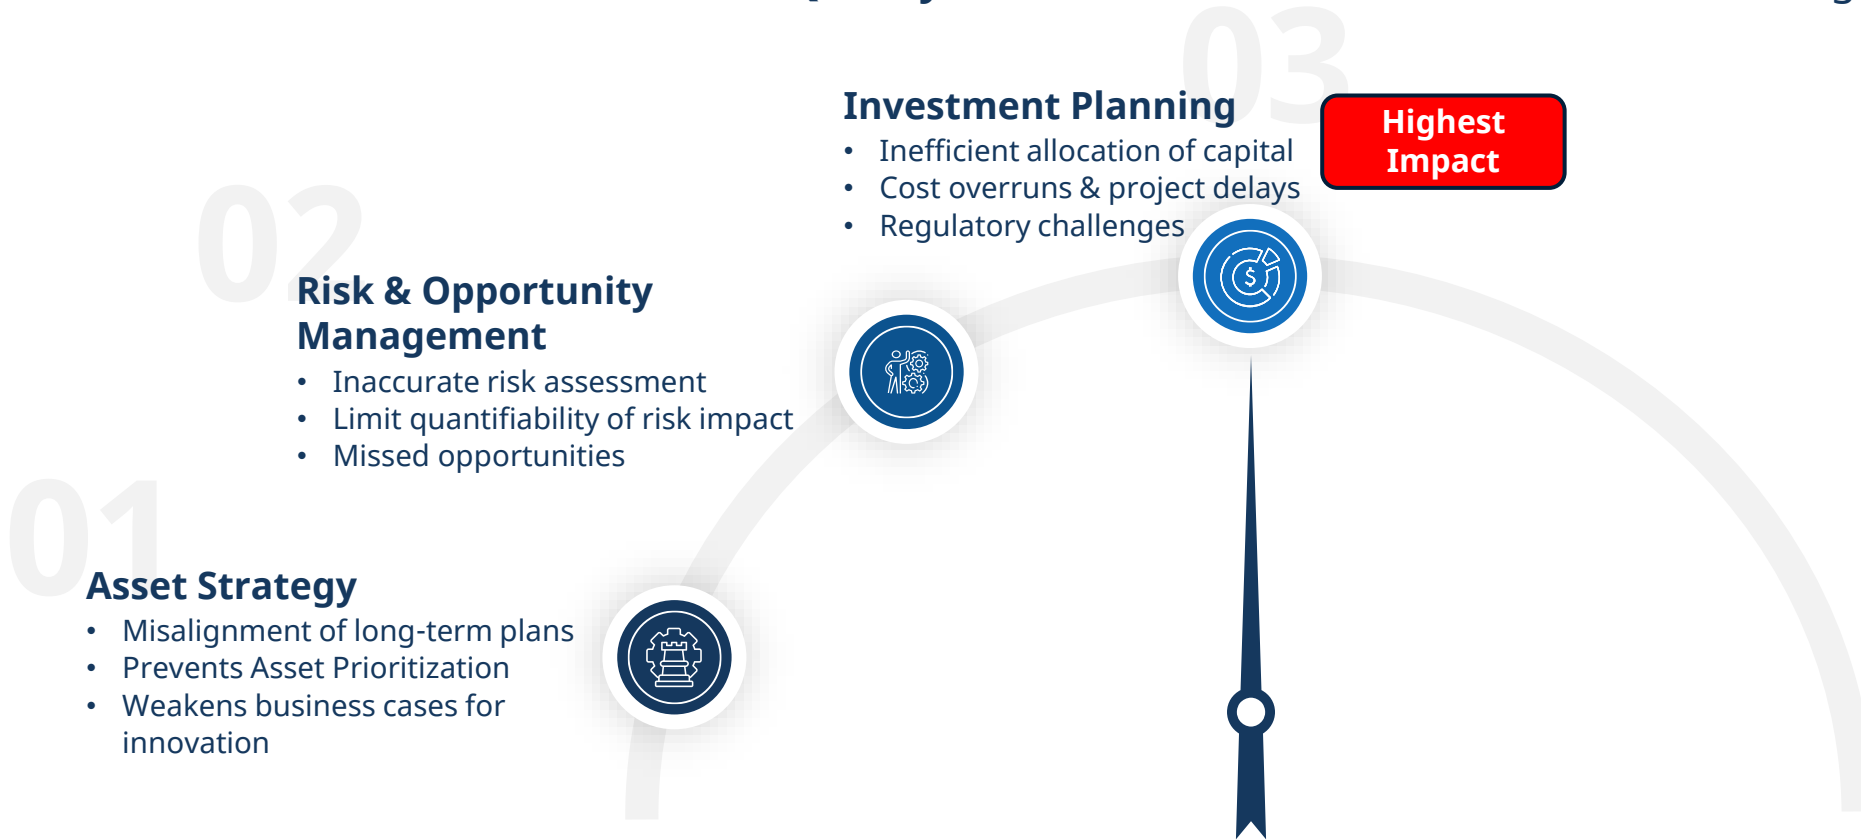 03
Investment Planning
• Inefficient allocation of capital
• Cost overruns & project delays
• Regulatory challenges
Highest
Impact
$
02
Risk & Opportunity
Management
• Inaccurate risk assessment
• Limit quantifiability of risk impact
• Missed opportunities
01
Asset Strategy
• Misalignment of long-term plans
• Prevents Asset Prioritization
• Weakens business cases for
innovation